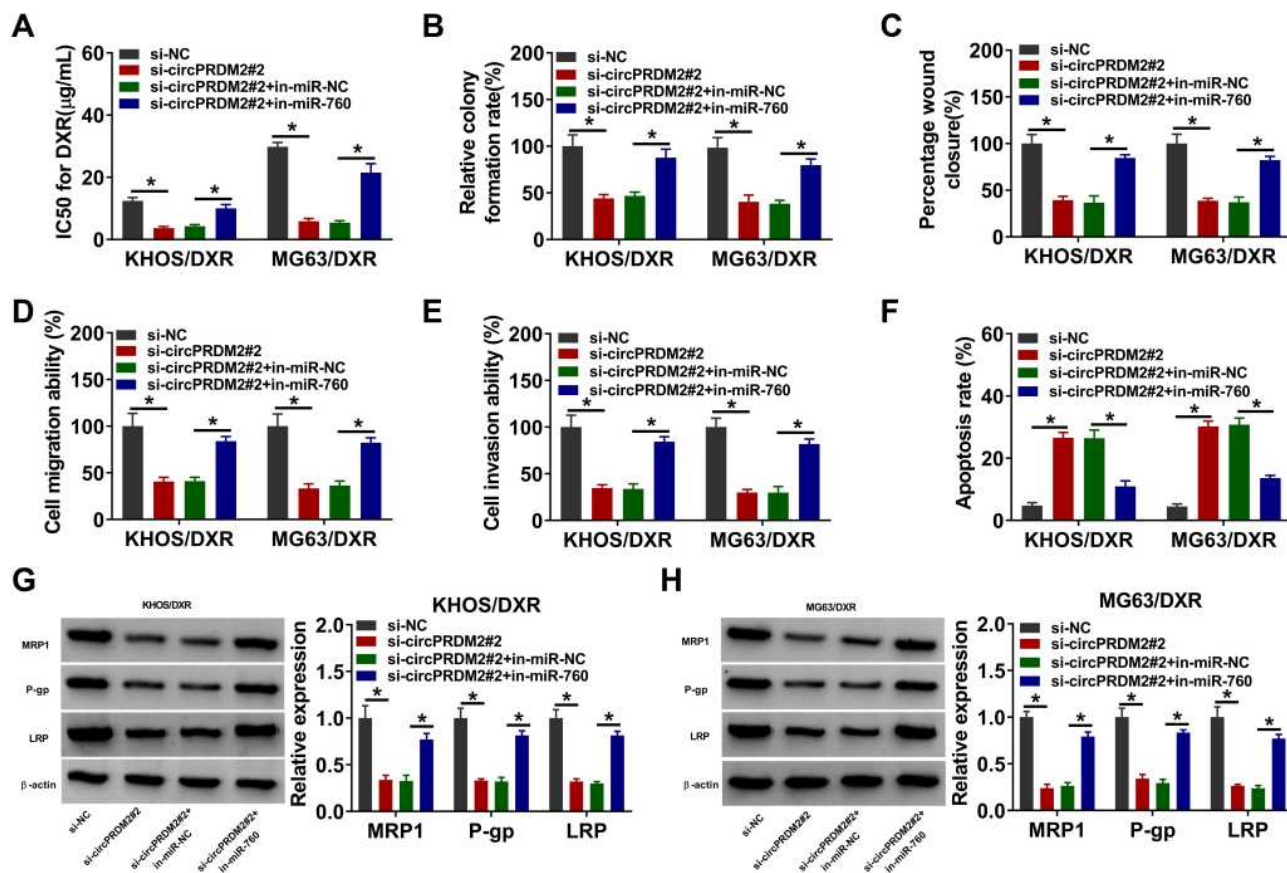 A
IC50 for DXR(μg/mL)
60
40
20
0
si-NC
si-circPRDM2#2
si-circPRDM2#2+in-miR-NC
si-circPRDM2#2+in-miR-760
*
*
*
*
KHOS/DXR
MG63/DXR
B
Relative colony
formation rate(%)
200
150
100
50
0
si-NC
si-circPRDM2#2
si-circPRDM2#2+in-miR-NC
si-circPRDM2#2+in-miR-760
*
*
*
*
KHOS/DXR
MG63/DXR
C
Percentage wound
closure(%)
200
150
100
50
0
si-NC
si-circPRDM2#2
si-circPRDM2#2+in-miR-NC
si-circPRDM2#2+in-miR-760
*
*
*
*
KHOS/DXR
MG63/DXR
D
Cell migration ability (%)
200
150
100
50
0
si-NC
si-circPRDM2#2
si-circPRDM2#2+in-miR-NC
si-circPRDM2#2+in-miR-760
*
*
*
*
KHOS/DXR
MG63/DXR
E
Cell invasion ability (%)
200
150
100
50
0
si-NC
si-circPRDM2#2
si-circPRDM2#2+in-miR-NC
si-circPRDM2#2+in-miR-760
*
*
*
*
KHOS/DXR
MG63/DXR
F
Apoptosis rate (%)
60
40
20
0
si-NC
si-circPRDM2#2
si-circPRDM2#2+in-miR-NC
si-circPRDM2#2+in-miR-760
*
*
*
*
KHOS/DXR
MG63/DXR
G
KHOS/DXR
MRP1
P-gp
LRP
β-actin
si-NC
si-circPRDM2#2
si-circPRDM2#2+
in-miR-NC
si-circPRDM2#2+
in-miR-760
KHOS/DXR
Relative expression
2.0
1.5
1.0
0.5
0.0
si-NC
si-circPRDM2#2
si-circPRDM2#2+in-miR-NC
si-circPRDM2#2+in-miR-760
*
*
*
*
*
*
MRP1
P-gp
LRP
H
MG63/DXR
MRP1
P-gp
LRP
β-actin
si-NC
si-circPRDM2#2
si-circPRDM2#2+
in-miR-NC
si-circPRDM2#2+
in-miR-760
MG63/DXR
Relative expression
2.0
1.5
1.0
0.5
0.0
si-NC
si-circPRDM2#2
si-circPRDM2#2+in-miR-NC
si-circPRDM2#2+in-miR-760
*
*
*
*
*
*
MRP1
P-gp
LRP